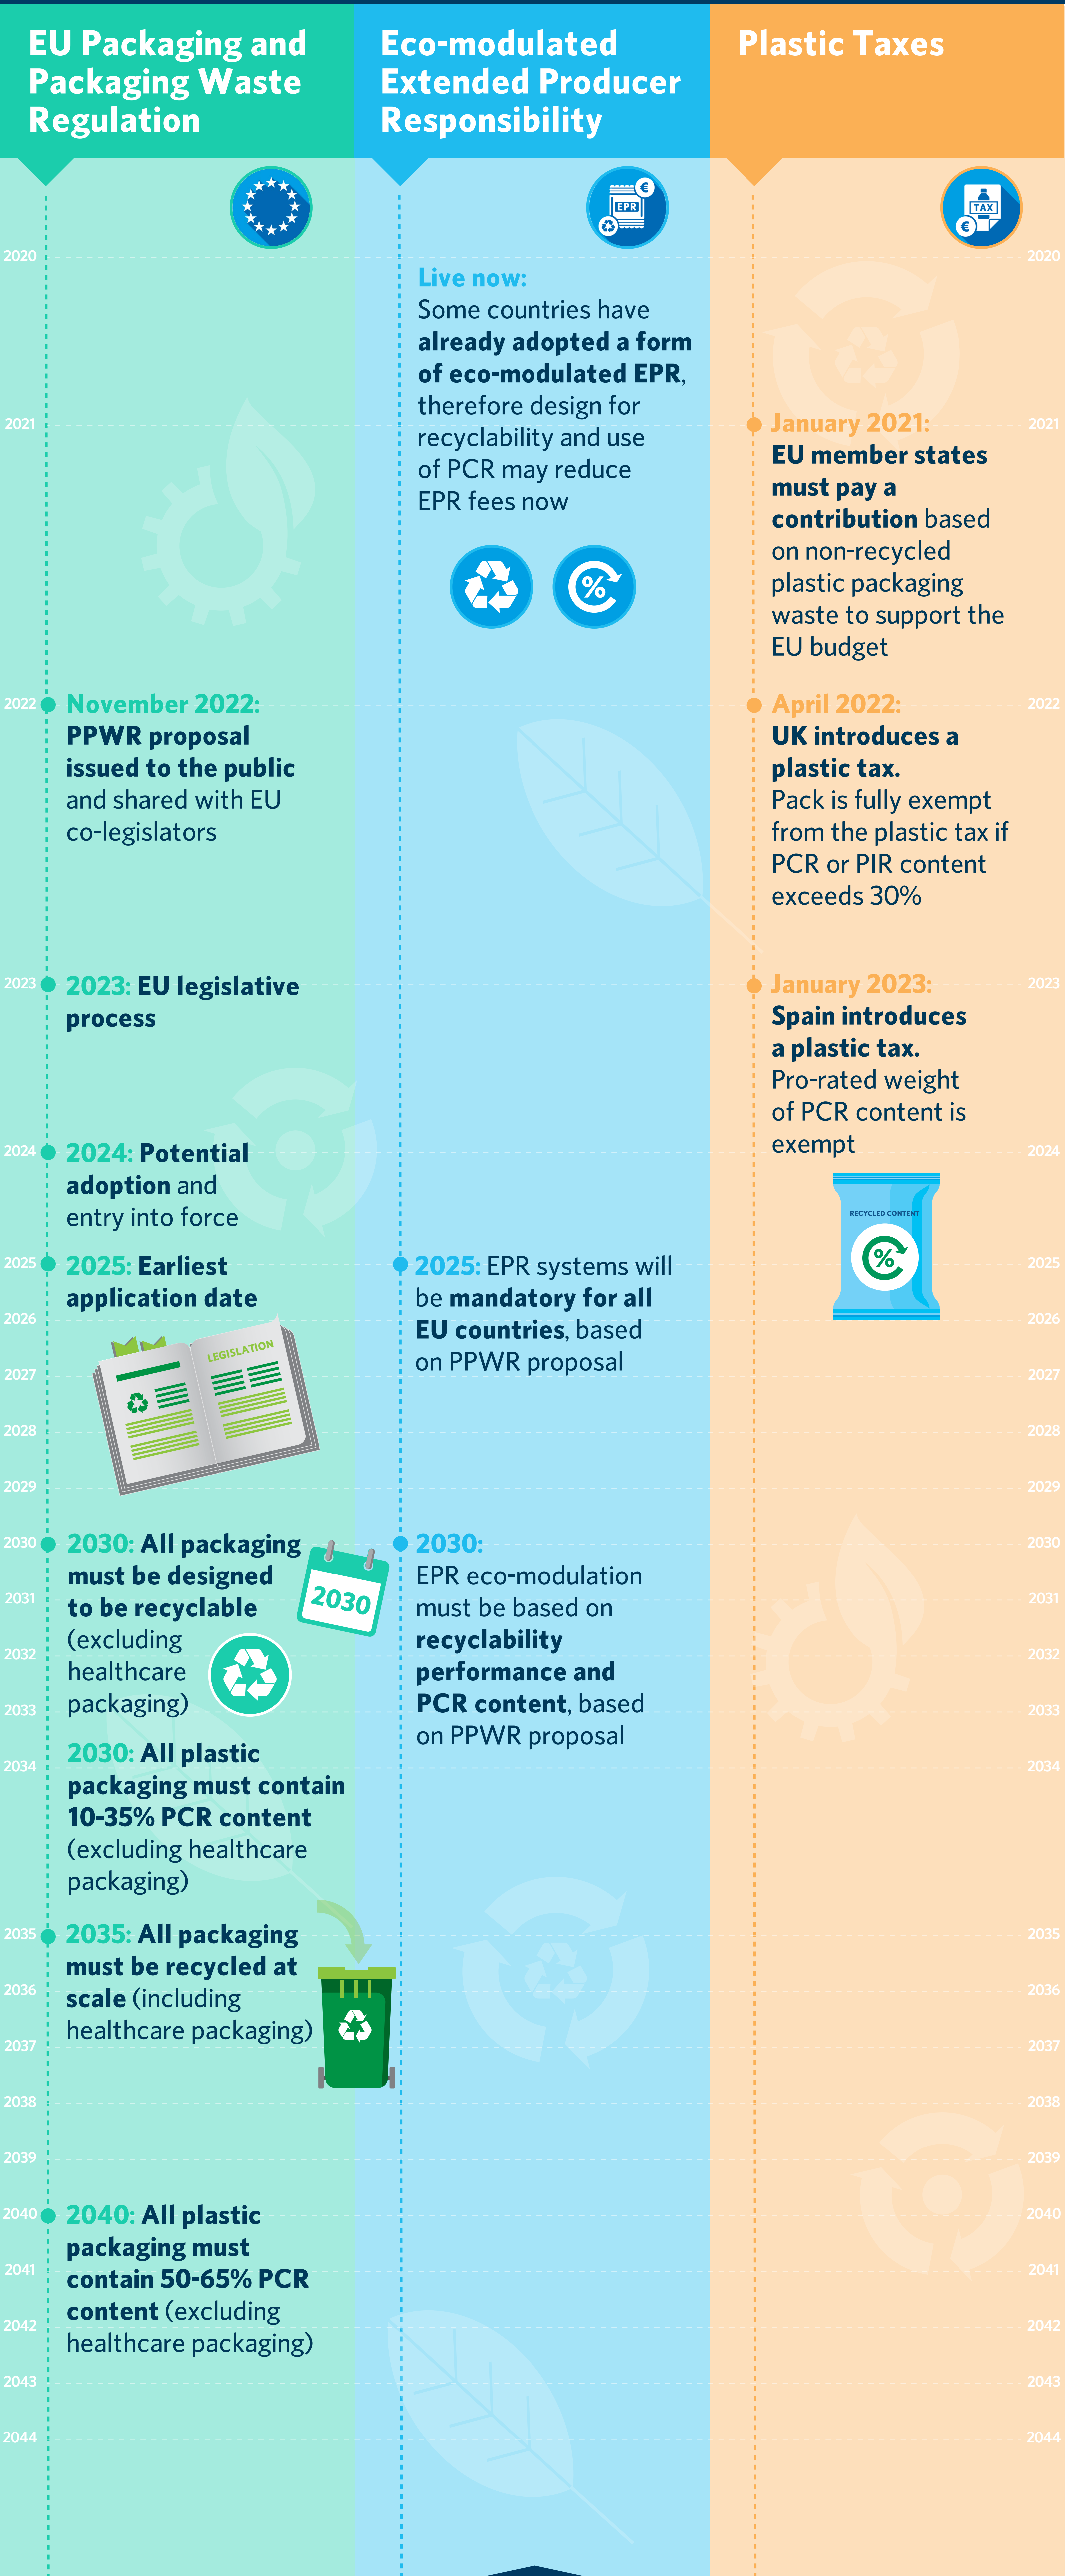 EU Packaging and
Packaging Waste
Regulation
Eco-modulated
Extended Producer
Responsibility
Plastic Taxes
EPR
€
TAX
€
2020
2020
Live now:
Some countries have
already adopted a form
of eco-modulated EPR,
therefore design for
recyclability and use
of PCR may reduce
EPR fees now
%
2021
2021
January 2021:
EU member states
must pay a
contribution based
on non-recycled
plastic packaging
waste to support the
EU budget
2022
November 2022:
PPWR proposal
issued to the public
and shared with EU
co-legislators
April 2022:
UK introduces a
plastic tax.
Pack is fully exempt
from the plastic tax if
PCR or PIR content
exceeds 30%
2022
2023
2023: EU legislative
process
January 2023:
Spain introduces
a plastic tax.
Pro-rated weight
of PCR content is
exempt
2023
2024
2024: Potential
adoption and
entry into force
2024
RECYCLED CONTENT
%
2025
2025: Earliest
application date
2025: EPR systems will
be mandatory for all
EU countries, based
on PPWR proposal
2025
2026
2026
LEGISLATION
2027
2027
2028
2028
2029
2029
2030
2030: All packaging
must be designed
to be recyclable
(excluding
healthcare
packaging)
2030
2030:
EPR eco-modulation
must be based on
recyclability
performance and
PCR content, based
on PPWR proposal
2030
2031
2031
2032
2032
2033
2033
2030: All plastic
packaging must contain
10-35% PCR content
(excluding healthcare
packaging)
2034
2034
2035
2035: All packaging
must be recycled at
scale (including
healthcare packaging)
2035
2036
2036
2037
2037
2038
2038
2039
2039
2040
2040: All plastic
packaging must
contain 50-65% PCR
content (excluding
healthcare packaging)
2040
2041
2041
2042
2042
2043
2043
2044
2044